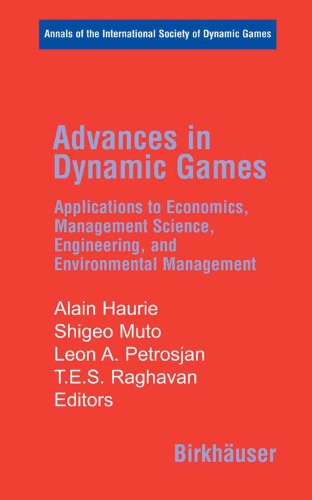 Annals of the International Society of Dynamic Games
Advances in
Dynamic Games
Applications to Economics,
Management Science,
Engineering, and
Environmental Management
Alain Haurie
Shigeo Muto
Leon A. Petrosjan
T.E.S. Raghavan
Editors
Birkhäuser